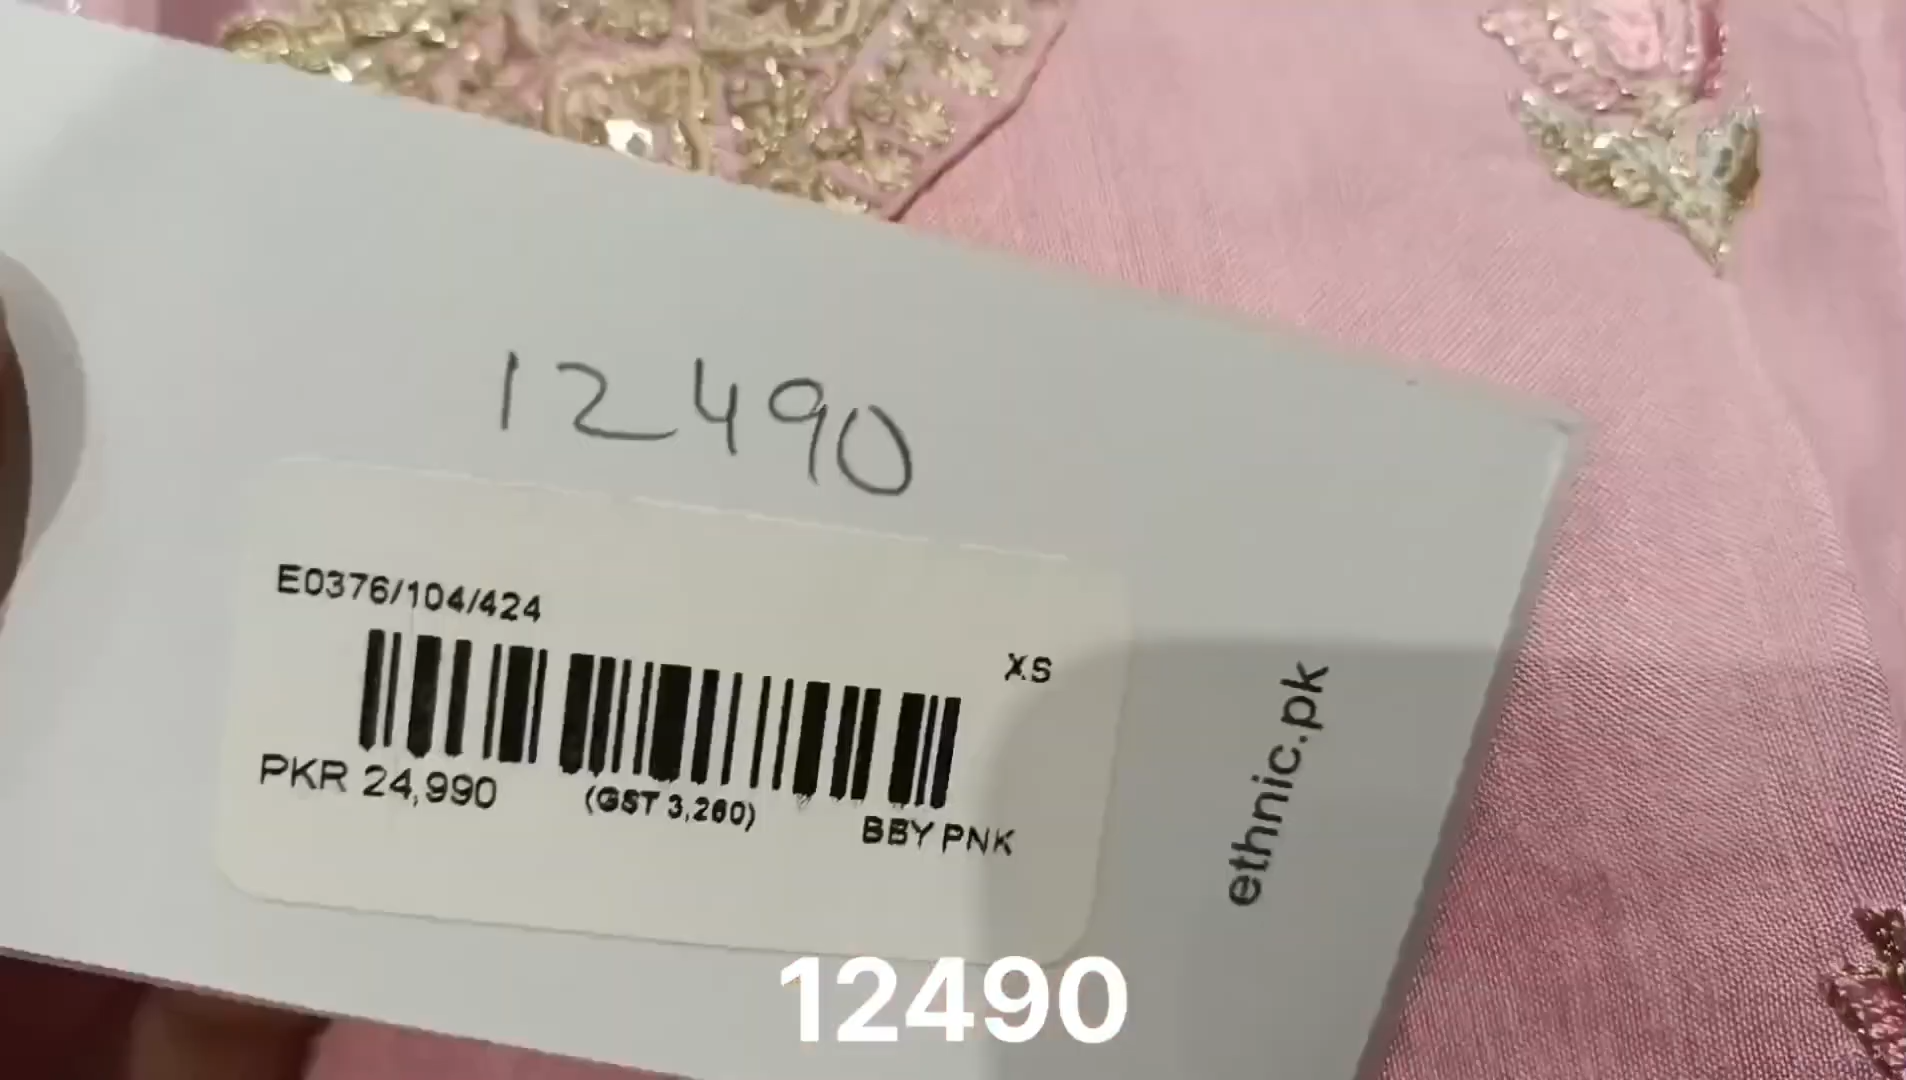 12490
E0376/104/424
XS
PKR 24,990
(GST 3,260)
BBY PNK
ethnic.pk
12490